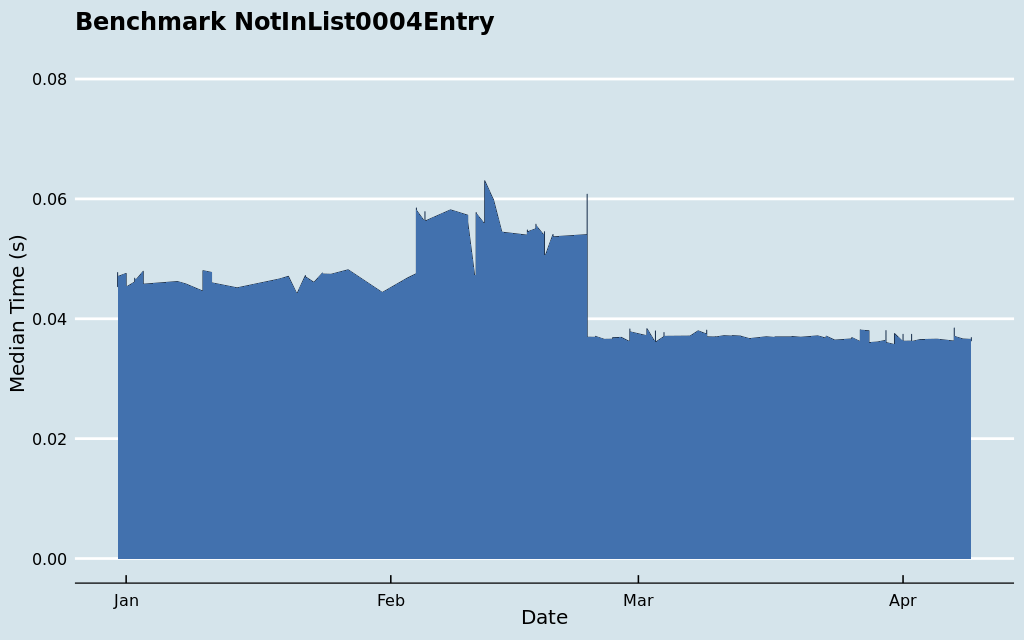 Benchmark NotInList0004Entry
0.08
0.06
0.04
0.02
0.00
Median Time (s)
Jan Feb Mar Apr
Date